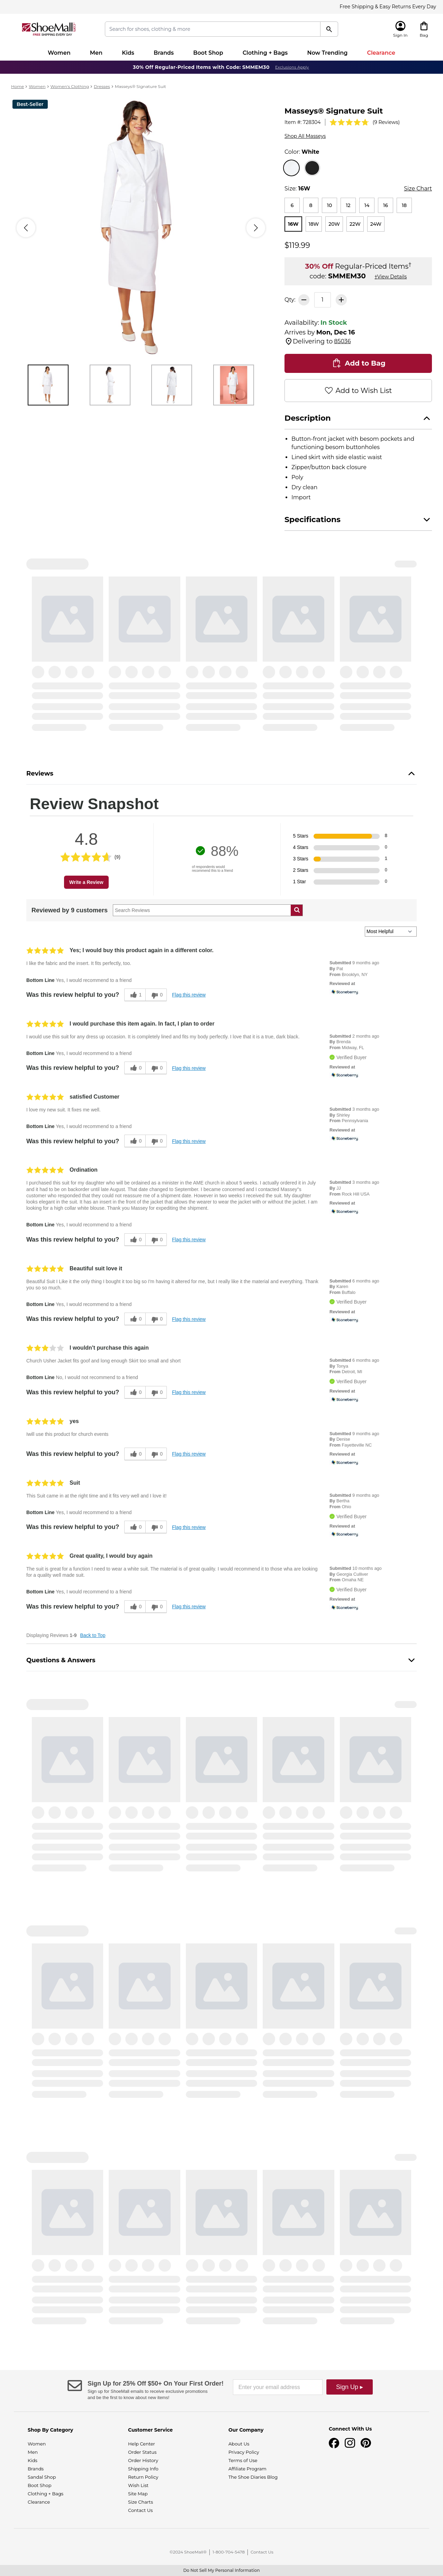 Free Shipping & Easy Returns Every Day
ShoeMall
FREE SHIPPING EVERY DAY
Search for shoes, clothing & more
Sign In
Bag
Women
Men
Kids
Brands
Boot Shop
Clothing + Bags
Now Trending
Clearance
30% Off Regular-Priced Items with Code: SMMEM30 Exclusions Apply.
Home > Women > Women's Clothing > Dresses > Masseys® Signature Suit
Best-Seller
Masseys® Signature Suit
Item #: 728304 (9 Reviews)
Shop All Masseys
Color: White
Size: 16W
Size Chart
6 8 10 12 14 16 18
16W 18W 20W 22W 24W
$119.99
30% Off Regular-Priced Items†
code: SMMEM30 †View Details
Qty: 1
Availability: In Stock
Arrives by Mon, Dec 16
Delivering to 85036
Add to Bag
Add to Wish List
Description
• Button-front jacket with besom pockets and
functioning besom buttonholes
• Lined skirt with side elastic waist
• Zipper/button back closure
• Poly
• Dry clean
• Import
Specifications
Reviews
Review Snapshot
4.8
(9)
Write a Review
88%
of respondents would
recommend this to a friend
5 Stars 8
4 Stars 0
3 Stars 1
2 Stars 0
1 Star 0
Reviewed by 9 customers
Search Reviews
Most Helpful
Yes; I would buy this product again in a different color.
I like the fabric and the insert. It fits perfectly, too.
Bottom Line Yes, I would recommend to a friend
Was this review helpful to you? 1 0 Flag this review
Submitted 9 months ago
By Pat
From Brooklyn, NY
Reviewed at
Stoneberry
I would purchase this item again. In fact, I plan to order
I would use this suit for any dress up occasion. It is completely lined and fits my body perfectly. I love that it is a true, dark black.
Bottom Line Yes, I would recommend to a friend
Was this review helpful to you? 0 0 Flag this review
Submitted 2 months ago
By Brenda
From Midway, FL
Verified Buyer
Reviewed at
Stoneberry
satisfied Customer
I love my new suit. It fixes me well.
Bottom Line Yes, I would recommend to a friend
Was this review helpful to you? 0 0 Flag this review
Submitted 3 months ago
By Shirley
From Pennsylvania
Reviewed at
Stoneberry
Ordination
I purchased this suit for my daughter who will be ordained as a minister in the AME church in about 5 weeks. I actually ordered it in July.
It had to be backorder until late August. That date changed to September. I became concerned and I contacted Massey"s
customer who responded that they could not reassure me of a shipment date. However in two weeks I received the suit. My daughter
looks elegant in this suit. It has an insert in the front of the jacket that allows the wearer to wear the jacket with or without the jacket. I am
looking for a high collar white blouse. Thank you Massey for impediting the shipment.
Bottom Line Yes, I would recommend to a friend
Was this review helpful to you? 0 0 Flag this review
Submitted 3 months ago
By JJ
From Rock Hill USA
Reviewed at
Stoneberry
Beautiful suit love it
Beautiful Suit I Like it the only thing I bought it too big so I'm having it altered for me, but I really like it the material and everything. Thank
you so so much.
Bottom Line Yes, I would recommend to a friend
Was this review helpful to you? 0 0 Flag this review
Submitted 6 months ago
By Karen
From Buffalo
Verified Buyer
Reviewed at
Stoneberry
I wouldn't purchase this again
Church Usher Jacket fits goof and long enough Skirt too small and short
Bottom Line No, I would not recommend to a friend
Was this review helpful to you? 0 0 Flag this review
Submitted 6 months ago
By Tonya
From Detroit, MI
Verified Buyer
Reviewed at
Stoneberry
yes
Iwill use this product for church events
Was this review helpful to you? 0 0 Flag this review
Submitted 9 months ago
By Denise
From Fayetteville NC
Reviewed at
Stoneberry
Suit
This Suit came in at the right time and it fits very well and I love it!
Bottom Line Yes, I would recommend to a friend
Was this review helpful to you? 0 0 Flag this review
Submitted 9 months ago
By Bertha
From Ohio
Verified Buyer
Reviewed at
Stoneberry
Great quality, I would buy again
The suit is great for a function I need to wear a white suit. The material is of great quality. I would recommend it to those who are looking
for a quality well made suit.
Bottom Line Yes, I would recommend to a friend
Was this review helpful to you? 0 0 Flag this review
Submitted 10 months ago
By Georgia Culliver
From Omaha NE
Verified Buyer
Reviewed at
Stoneberry
Displaying Reviews 1-9 Back to Top
Questions & Answers
Sign Up for 25% Off $50+ On Your First Order!
Sign up for ShoeMall emails to receive exclusive promotions
and be the first to know about new items!
Enter your email address
Sign Up ▸
Shop By Category
Women
Men
Kids
Brands
Sandal Shop
Boot Shop
Clothing + Bags
Clearance
Customer Service
Help Center
Order Status
Order History
Shipping Info
Return Policy
Wish List
Site Map
Size Charts
Contact Us
Our Company
About Us
Privacy Policy
Terms of Use
Affiliate Program
The Shoe Diaries Blog
Connect With Us
©2024 ShoeMall® | 1-800-704-5478 | Contact Us
Do Not Sell My Personal Information